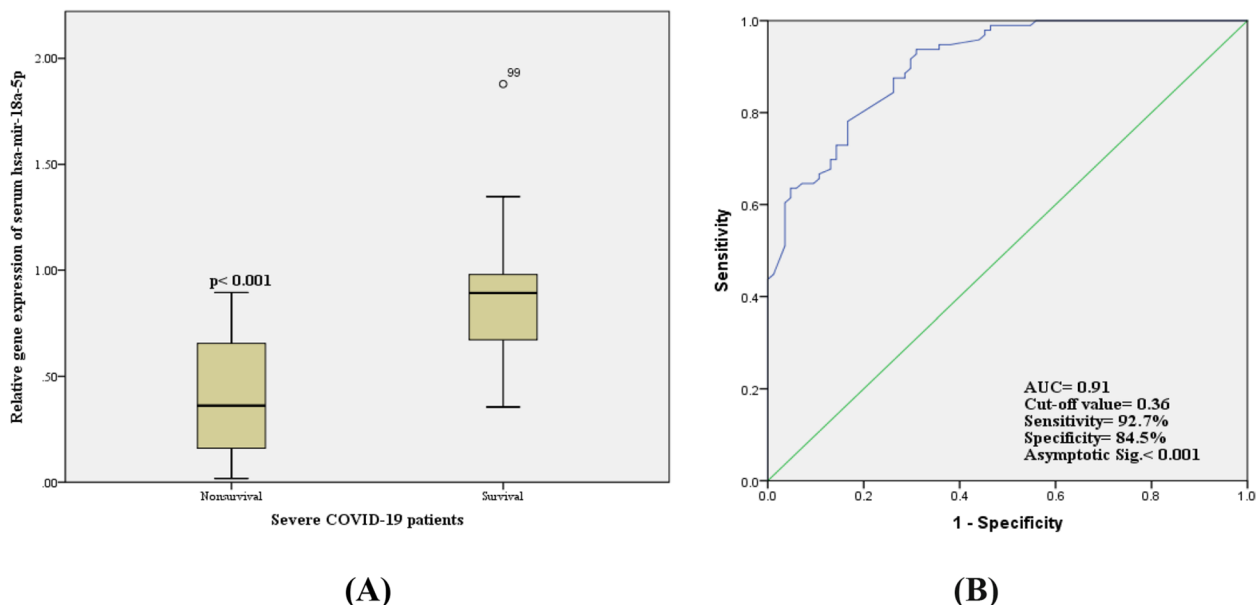 Relative gene expression of serum hsa-mir-18a-5p
2.00
1.50
1.00
.50
.00
99
p< 0.001
Nonsurvival
Survival
Severe COVID-19 patients
(A)
Sensitivity
1.0
0.8
0.6
0.4
0.2
0.0
AUC= 0.91
Cut-off value= 0.36
Sensitivity= 92.7%
Specificity= 84.5%
Asymptotic Sig.< 0.001
0.0 0.2 0.4 0.6 0.8 1.0
1 - Specificity
(B)